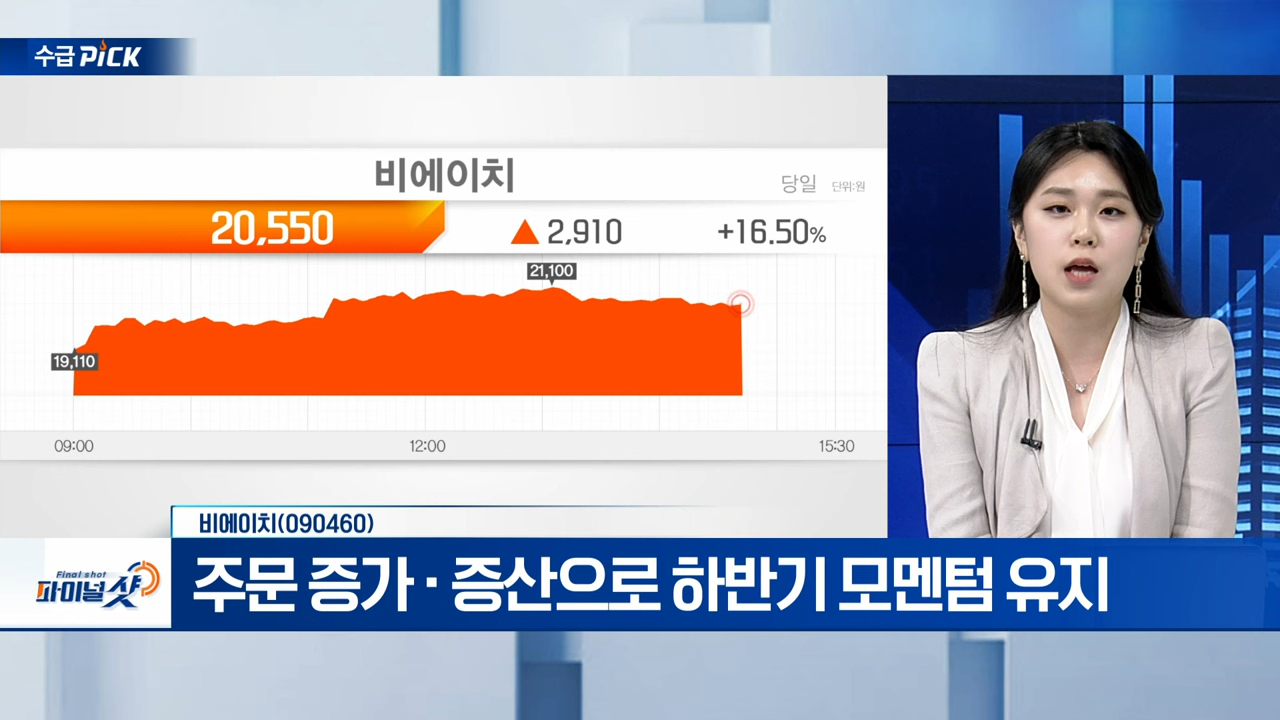 수급 PiCK
비에이치
당일 단위:원
20,550 ▲ 2,910 +16.50%
21,100
19,110
09:00 12:00 15:30
비에이치(090460)
Final shot
파이널샷
주문 증가·증산으로 하반기 모멘텀 유지